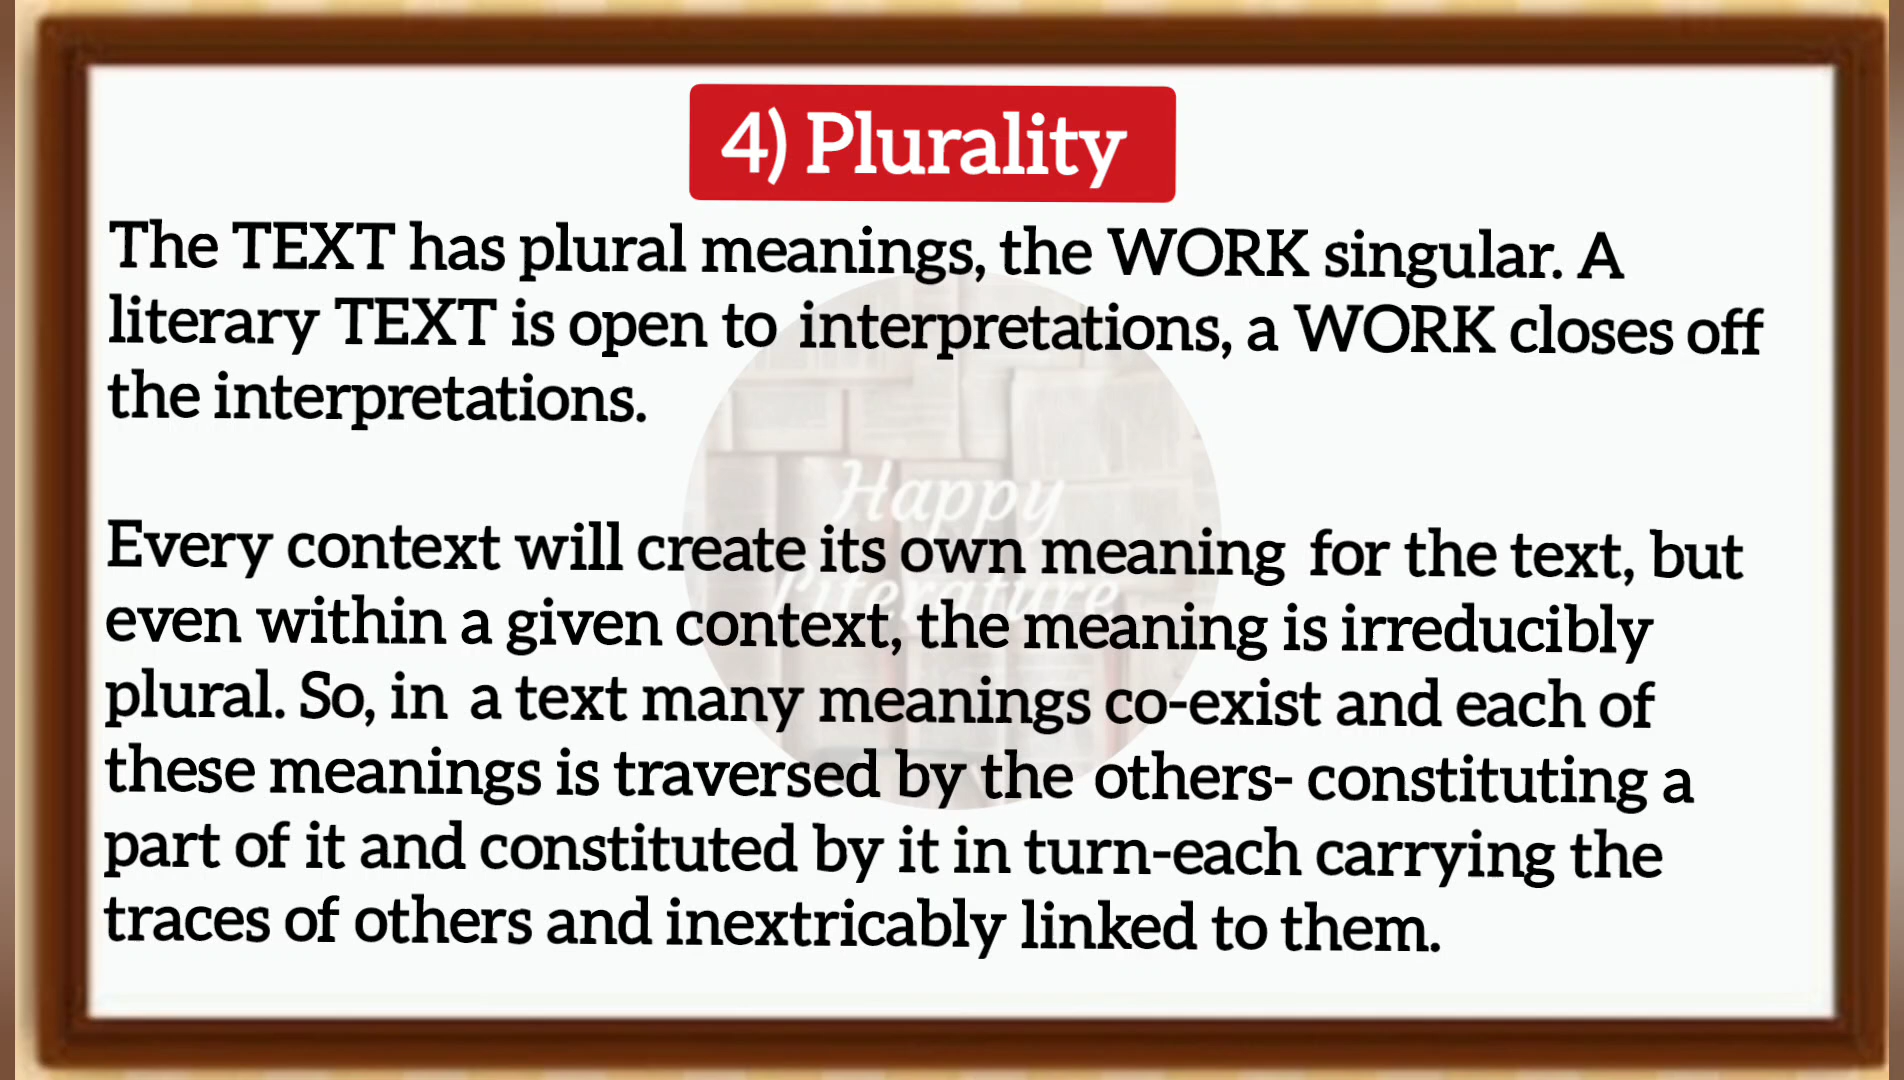 4) Plurality
The TEXT has plural meanings, the WORK singular. A
literary TEXT is open to interpretations, a WORK closes off
the interpretations.
Happy
Literature
Every context will create its own meaning for the text, but
even within a given context, the meaning is irreducibly
plural. So, in a text many meanings co-exist and each of
these meanings is traversed by the others- constituting a
part of it and constituted by it in turn-each carrying the
traces of others and inextricably linked to them.